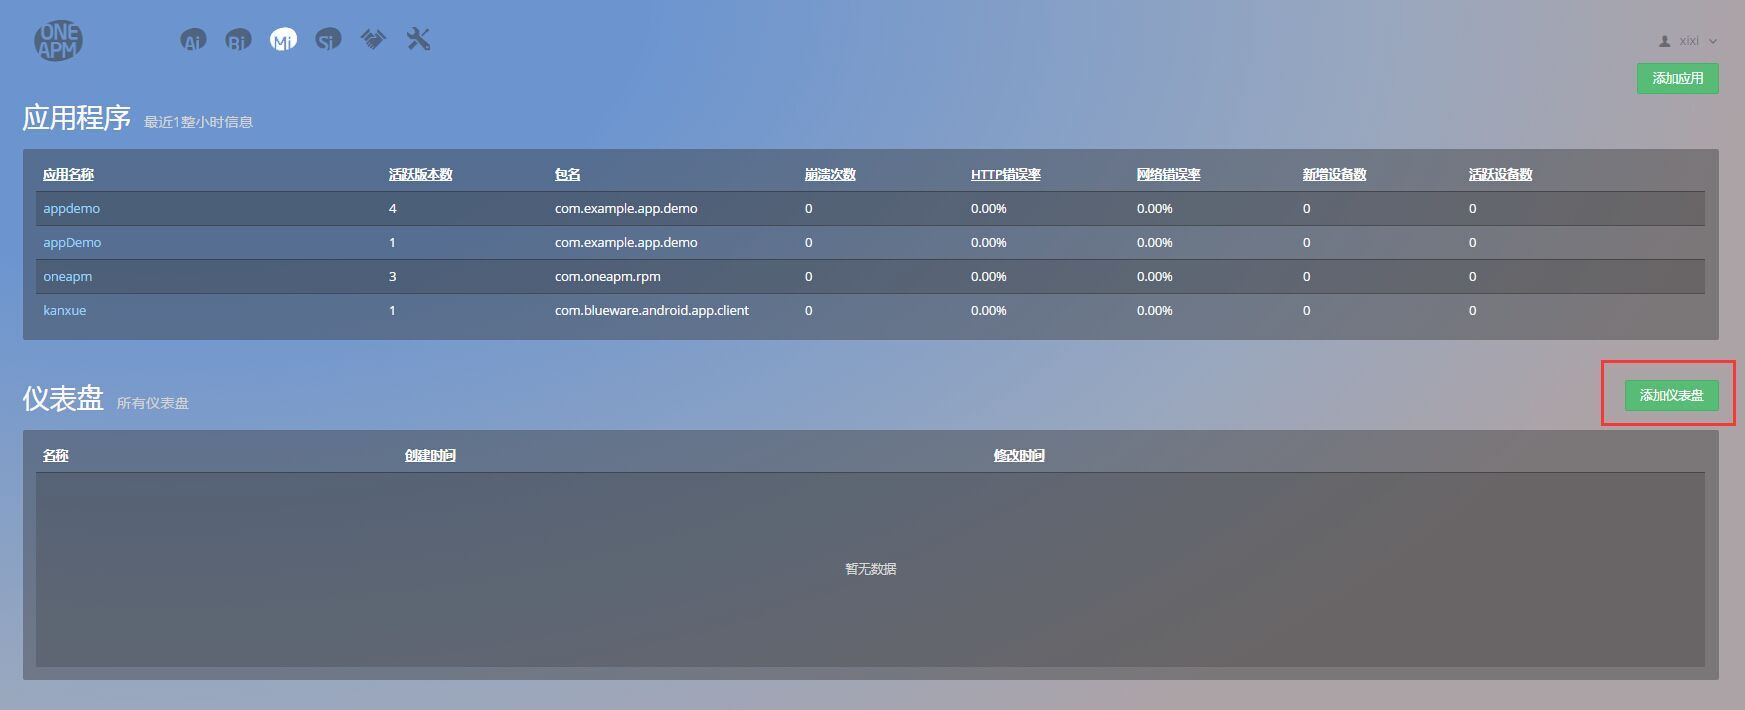 ONE APM
Ai Bi Mi Si
xixi
添加应用
应用程序 最近1整小时信息
应用名称 活跃版本数 包名 崩溃次数 HTTP错误率 网络错误率 新增设备数 活跃设备数
appdemo 4 com.example.app.demo 0 0.00% 0.00% 0 0
appDemo 1 com.example.app.demo 0 0.00% 0.00% 0 0
oneapm 3 com.oneapm.rpm 0 0.00% 0.00% 0 0
kanxue 1 com.blueware.android.app.client 0 0.00% 0.00% 0 0
仪表盘 所有仪表盘
添加仪表盘
名称 创建时间 修改时间
暂无数据